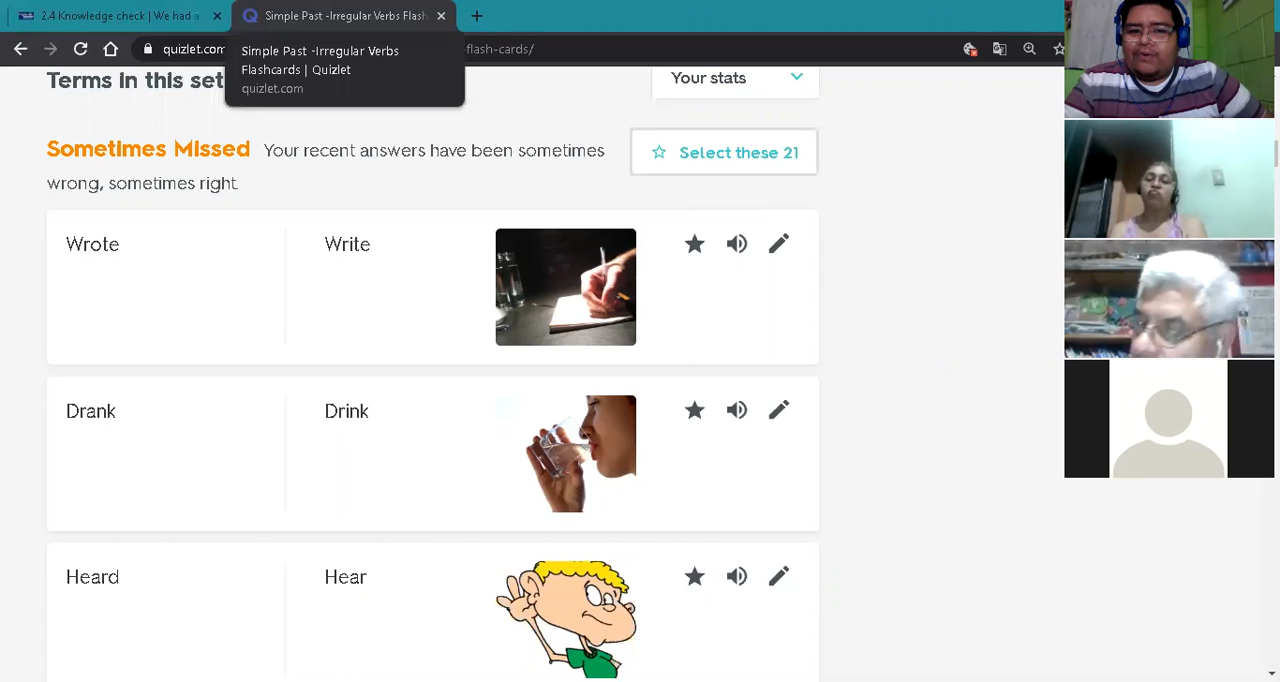 2.4 Knowledge check | We had a
Simple Past -Irregular Verbs Flash
quizlet.com
-flash-cards/
Simple Past -Irregular Verbs
Flashcards | Quizlet
quizlet.com
Terms in this set
Your stats
Sometimes Missed Your recent answers have been sometimes
wrong, sometimes right.
Select these 21
Wrote Write
Drank Drink
Heard Hear